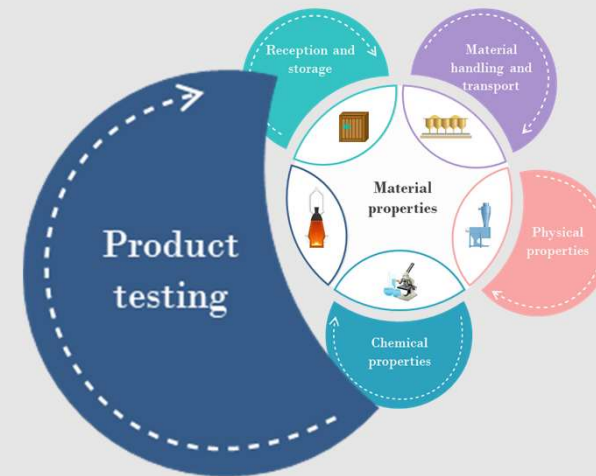 Reception and
storage
Material
handling and
transport
Material
properties
Physical
properties
Product
testing
Chemical
properties